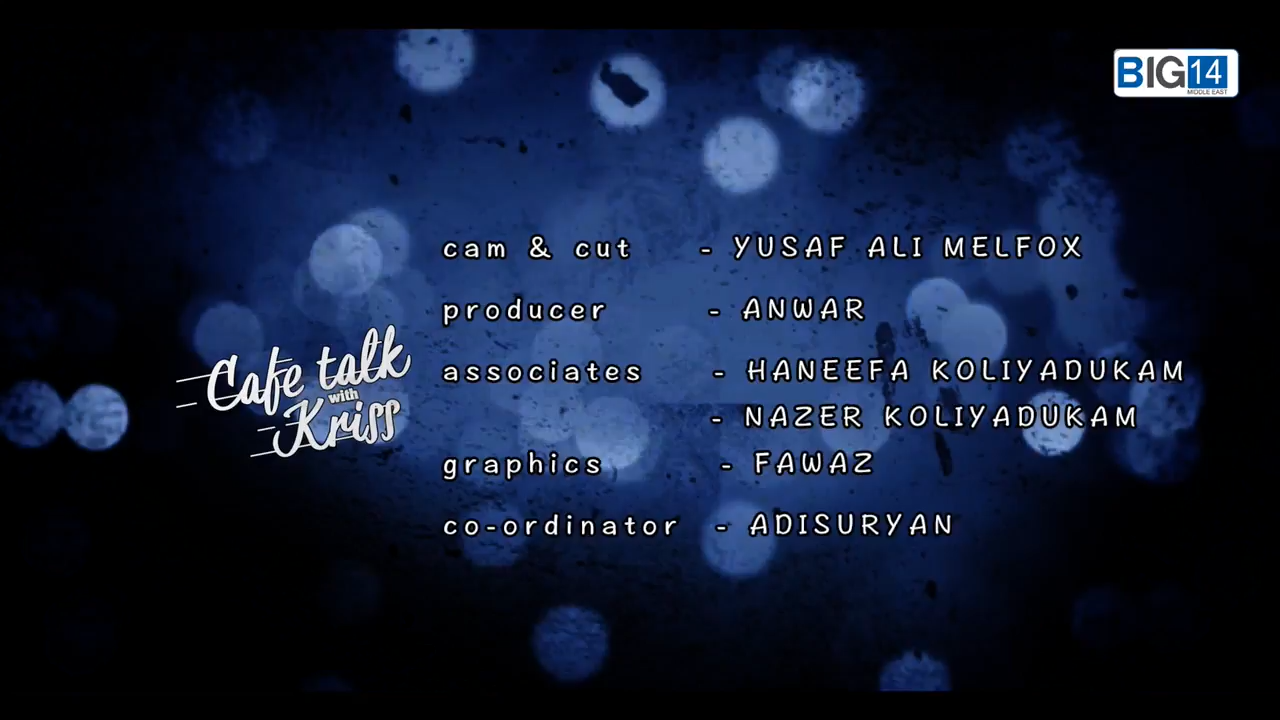 BIG14
MIDDLE EAST
cam & cut - YUSAF ALI MELFOX
producer - ANWAR
Cafe talk
with
Kriss
associates - HANEEFA KOLIYADUKAM
- NAZER KOLIYADUKAM
graphics - FAWAZ
co-ordinator - ADISURYAN